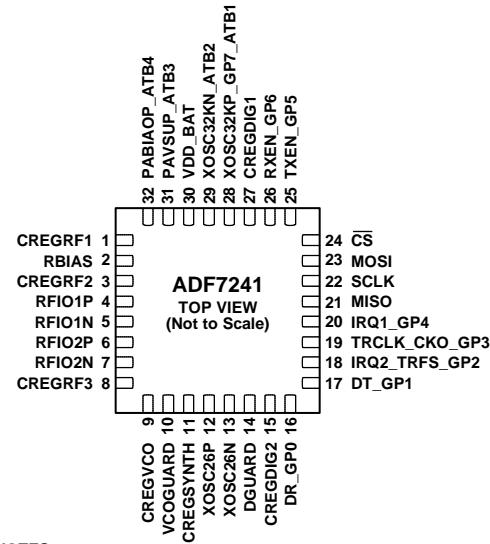 32 PABIAOP_ATB4
31 PAVSUP_ATB3
30 VDD_BAT
29 XOSC32KN_ATB2
28 XOSC32KP_GP7_ATB1
27 CREGDIG1
26 RXEN_GP6
25 TXEN_GP5
CREGRF1 1
RBIAS 2
CREGRF2 3
RFIO1P 4
RFIO1N 5
RFIO2P 6
RFIO2N 7
CREGRF3 8
ADF7241
TOP VIEW
(Not to Scale)
24 CS
23 MOSI
22 SCLK
21 MISO
20 IRQ1_GP4
19 TRCLK_CKO_GP3
18 IRQ2_TRFS_GP2
17 DT_GP1
CREGVCO 9
VCOGUARD 10
CREGSYNTH 11
XOSC26P 12
XOSC26N 13
DGUARD 14
CREGDIG2 15
DR_GP0 16